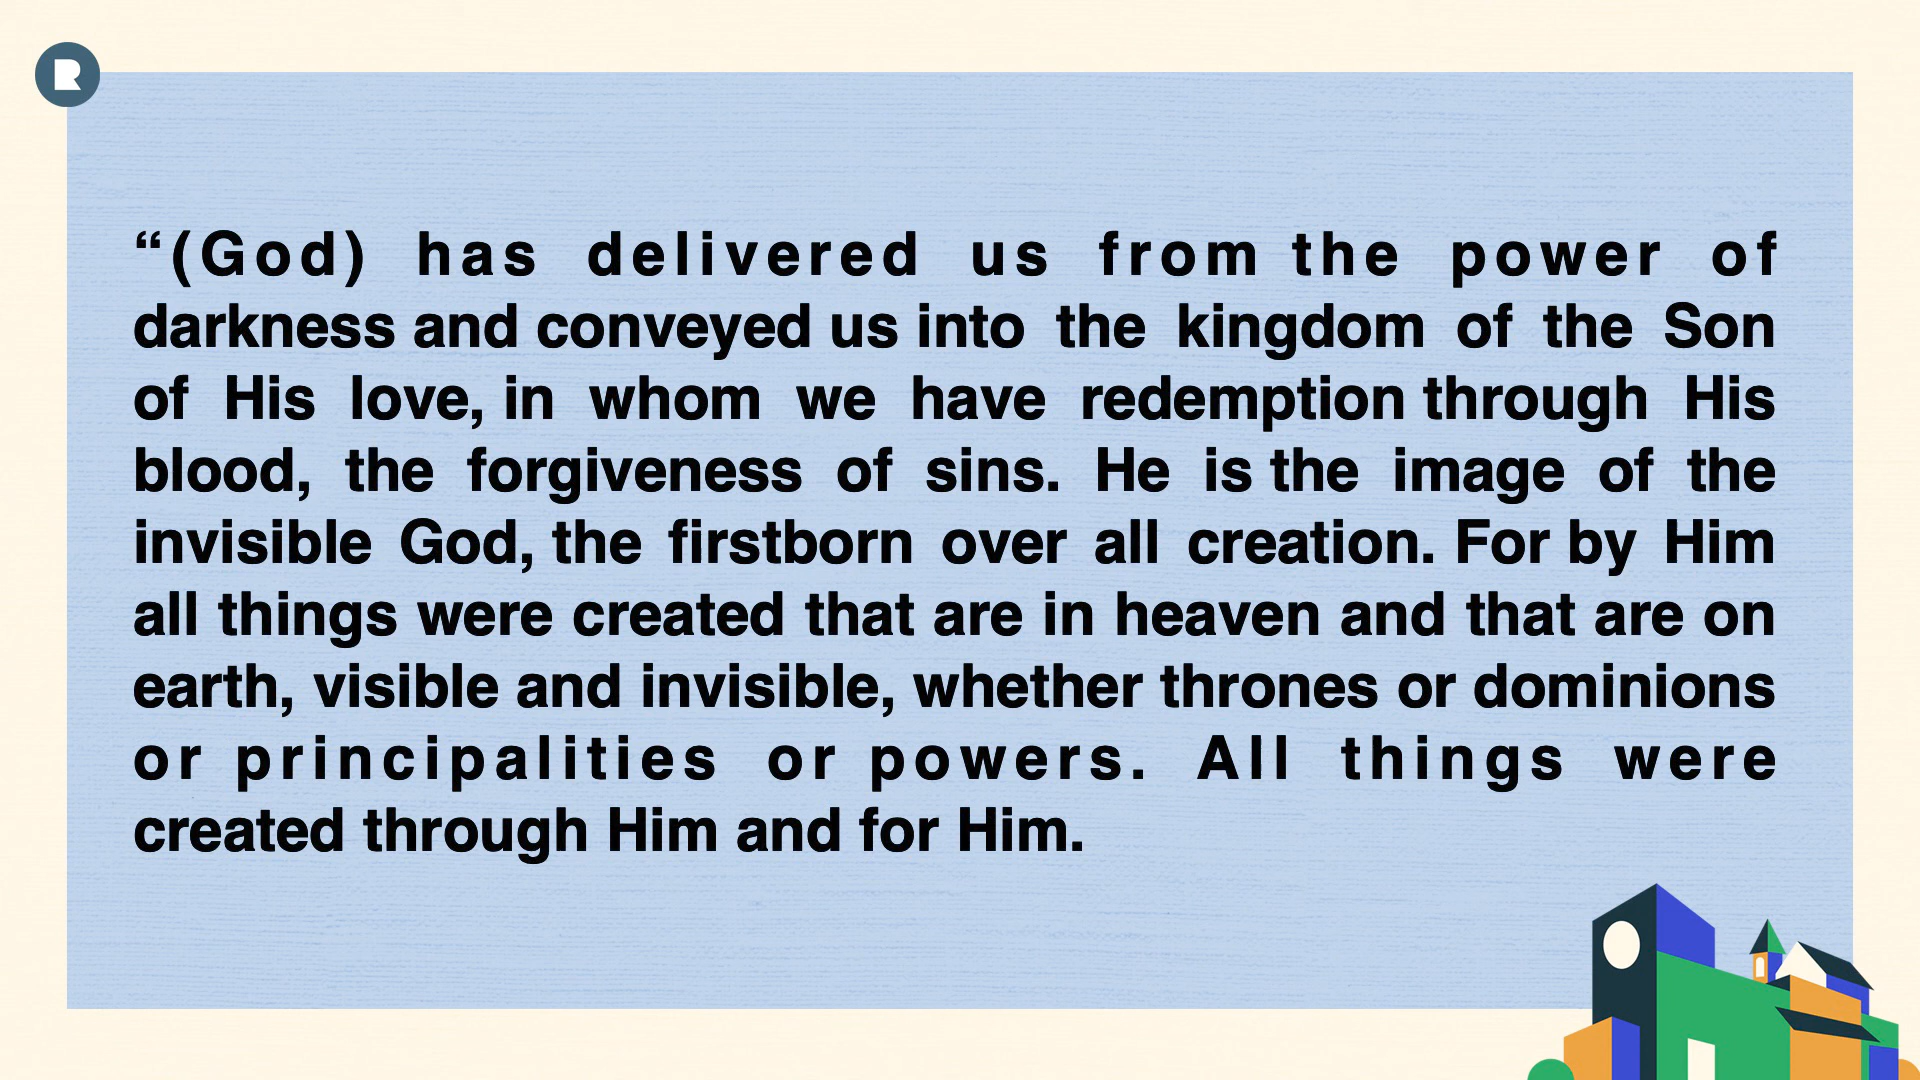 R
“(God) has delivered us from the power of
darkness and conveyed us into the kingdom of the Son
of His love, in whom we have redemption through His
blood, the forgiveness of sins. He is the image of the
invisible God, the firstborn over all creation. For by Him
all things were created that are in heaven and that are on
earth, visible and invisible, whether thrones or dominions
or principalities or powers. All things were
created through Him and for Him.